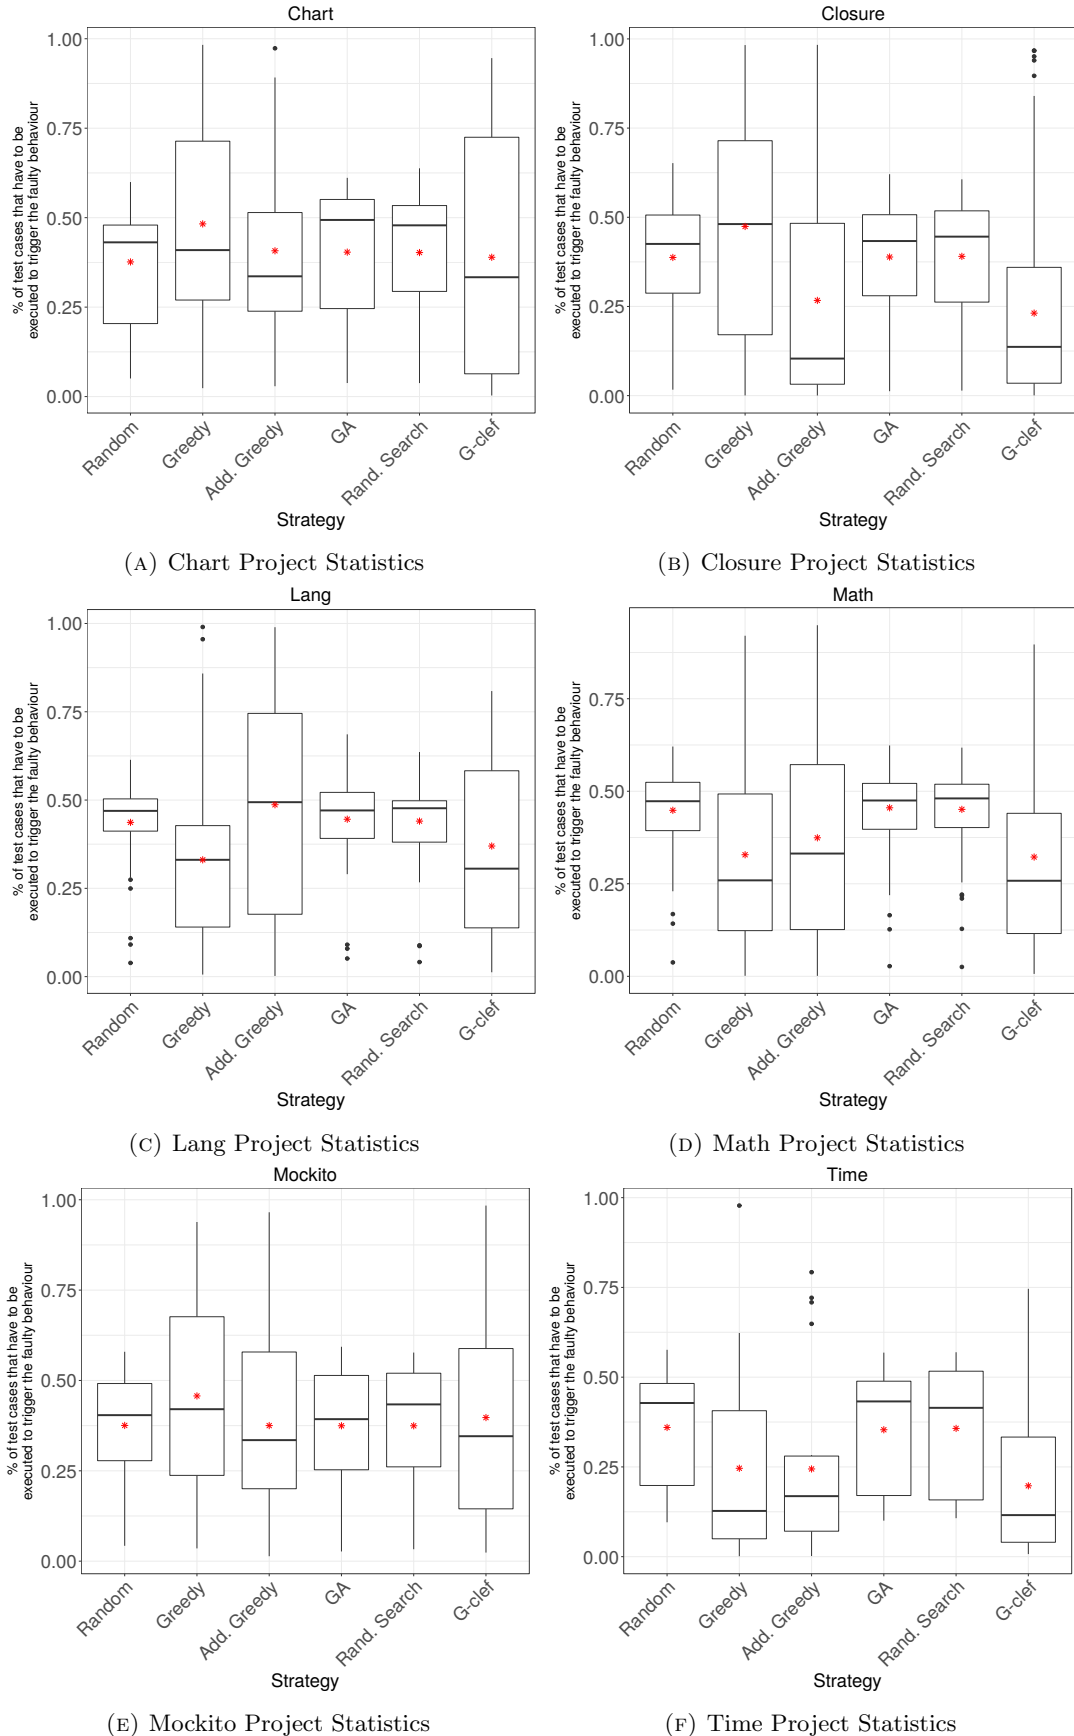 Chart
% of test cases that have to be
executed to trigger the faulty behaviour
1.00
0.75
0.50
0.25
0.00
Random
Greedy
Add. Greedy
GA
Rand. Search
G-clef
Strategy
(A) Chart Project Statistics
Closure
% of test cases that have to be
executed to trigger the faulty behaviour
1.00
0.75
0.50
0.25
0.00
Random
Greedy
Add. Greedy
GA
Rand. Search
G-clef
Strategy
(B) Closure Project Statistics
Lang
% of test cases that have to be
executed to trigger the faulty behaviour
1.00
0.75
0.50
0.25
0.00
Random
Greedy
Add. Greedy
GA
Rand. Search
G-clef
Strategy
(C) Lang Project Statistics
Math
% of test cases that have to be
executed to trigger the faulty behaviour
0.75
0.50
0.25
0.00
Random
Greedy
Add. Greedy
GA
Rand. Search
G-clef
Strategy
(D) Math Project Statistics
Mockito
% of test cases that have to be
executed to trigger the faulty behaviour
1.00
0.75
0.50
0.25
0.00
Random
Greedy
Add. Greedy
GA
Rand. Search
G-clef
Strategy
(E) Mockito Project Statistics
Time
% of test cases that have to be
executed to trigger the faulty behaviour
1.00
0.75
0.50
0.25
0.00
Random
Greedy
Add. Greedy
GA
Rand. Search
G-clef
Strategy
(F) Time Project Statistics